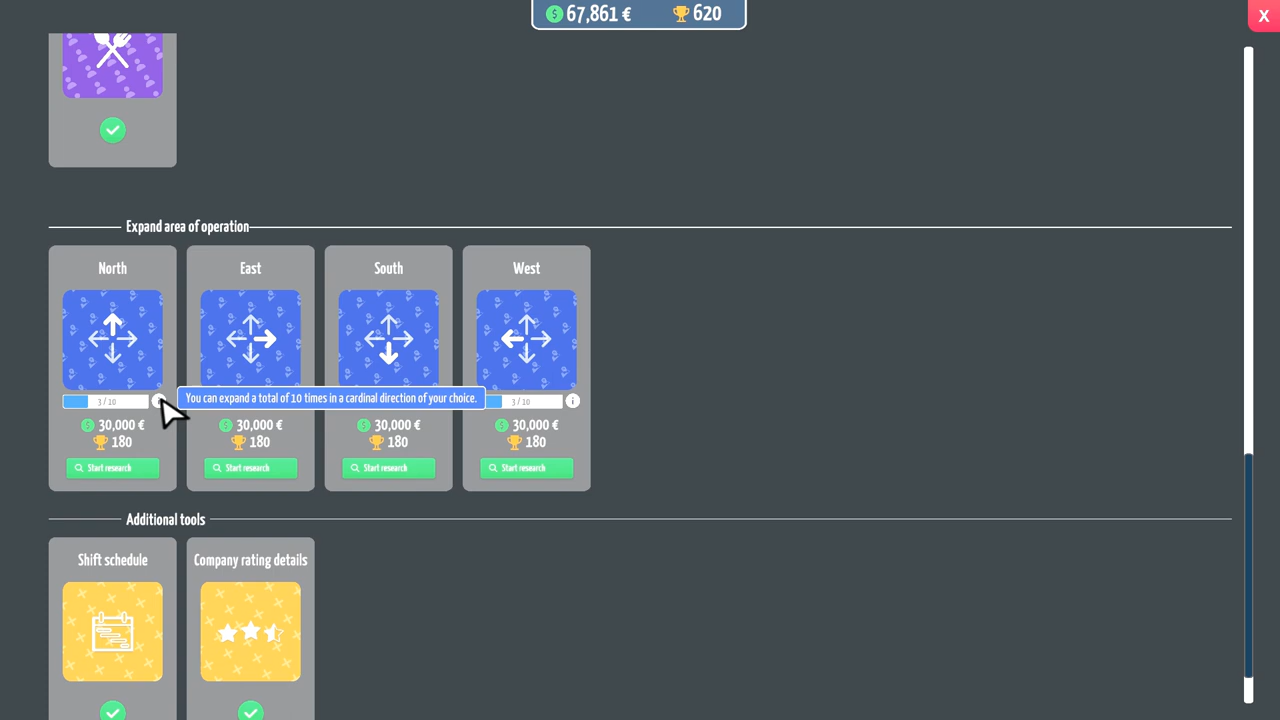 67,861 € 620
X
Expand area of operation
North East South West
3 / 10 You can expand a total of 10 times in a cardinal direction of your choice. 3 / 10 i
30,000 € 30,000 € 30,000 € 30,000 €
180 180 180 180
Start research Start research Start research Start research
Additional tools
Shift schedule Company rating details